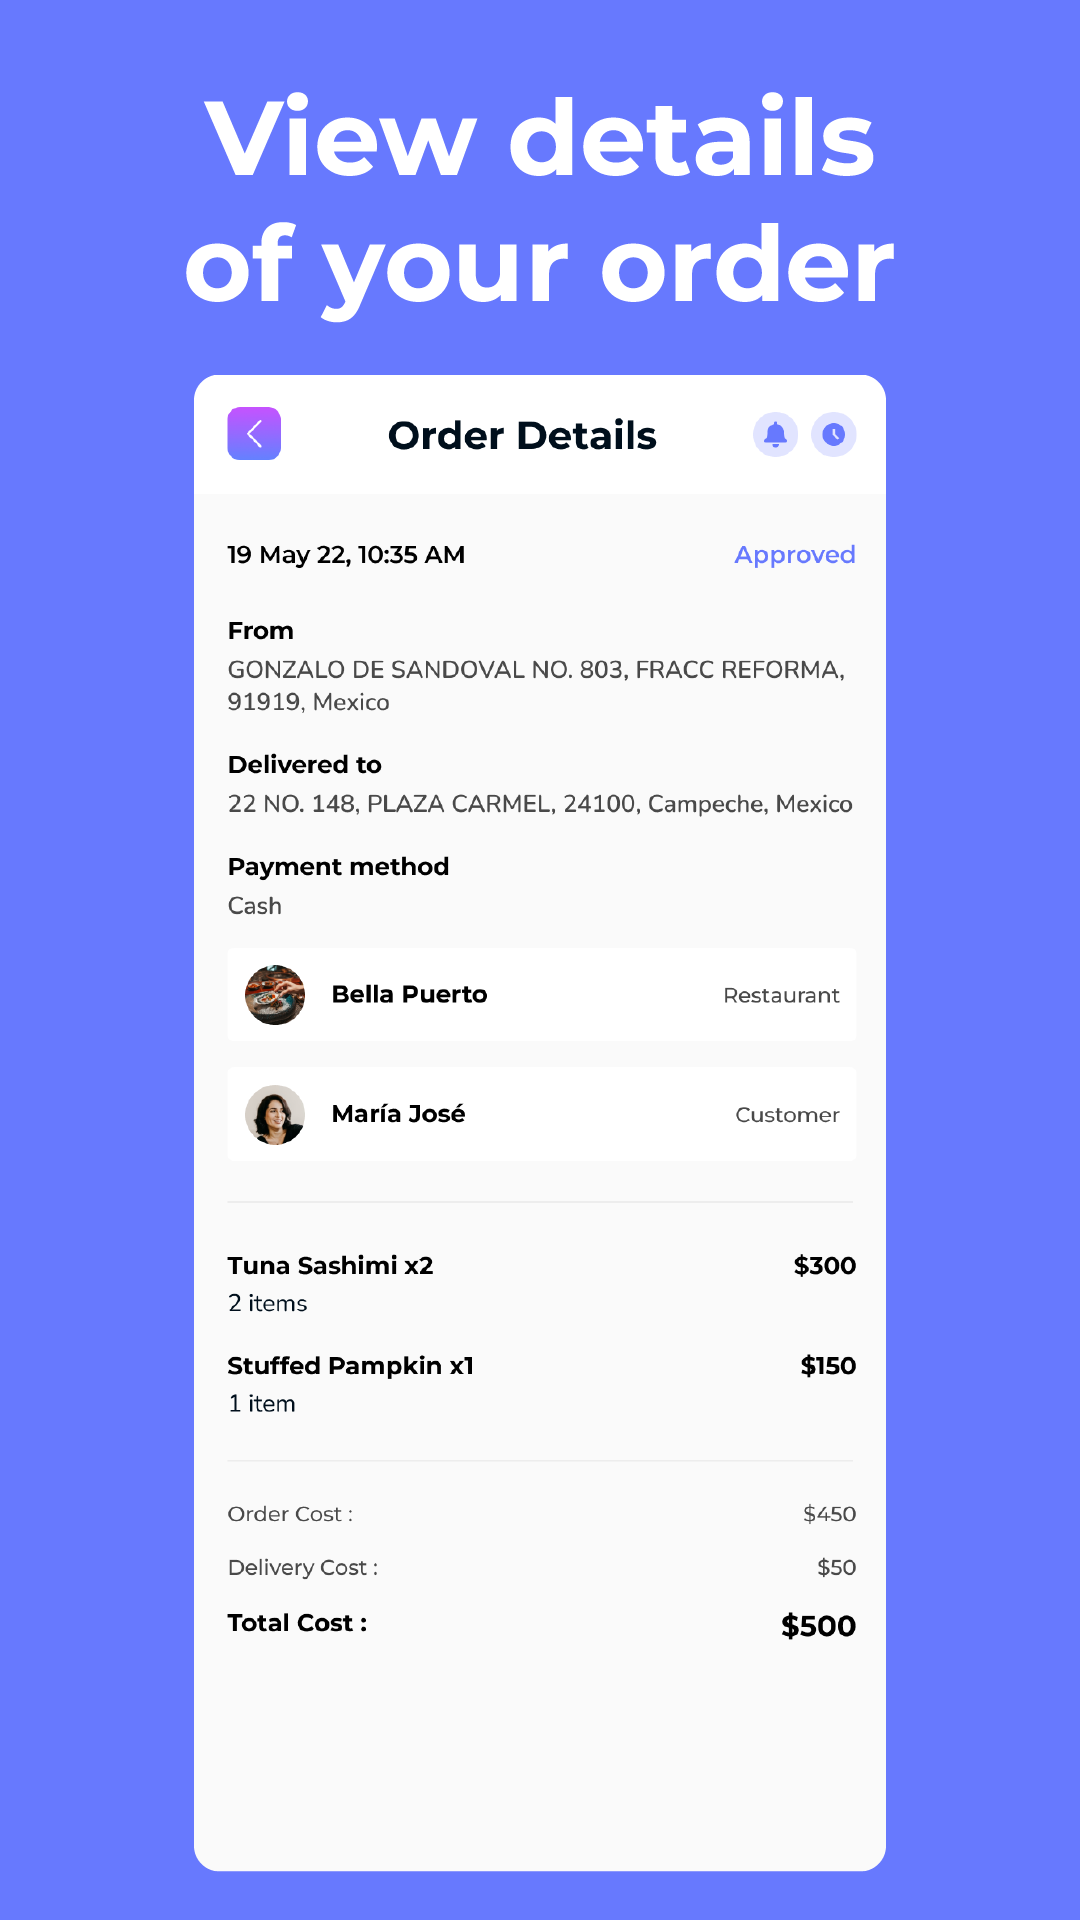 View details
of your order
Order Details
19 May 22, 10:35 AM
Approved
From
GONZALO DE SANDOVAL NO. 803, FRACC REFORMA,
91919, Mexico
Delivered to
22 NO. 148, PLAZA CARMEL, 24100, Campeche, Mexico
Payment method
Cash
Bella Puerto
Restaurant
María José
Customer
Tuna Sashimi x2
$300
2 items
Stuffed Pampkin x1
$150
1 item
Order Cost :
$450
Delivery Cost :
$50
Total Cost :
$500